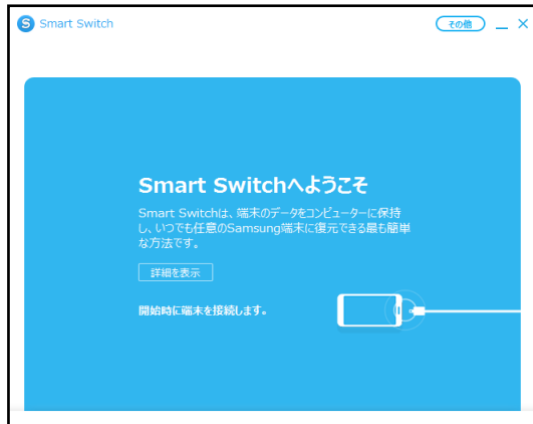 Smart Switch
その他
Smart Switchへようこそ
Smart Switchは、端末のデータをコンピューターに保持
し、いつでも任意のSamsung端末に復元できる最も簡単
な方法です。
詳細を表示
開始時に端末を接続します。